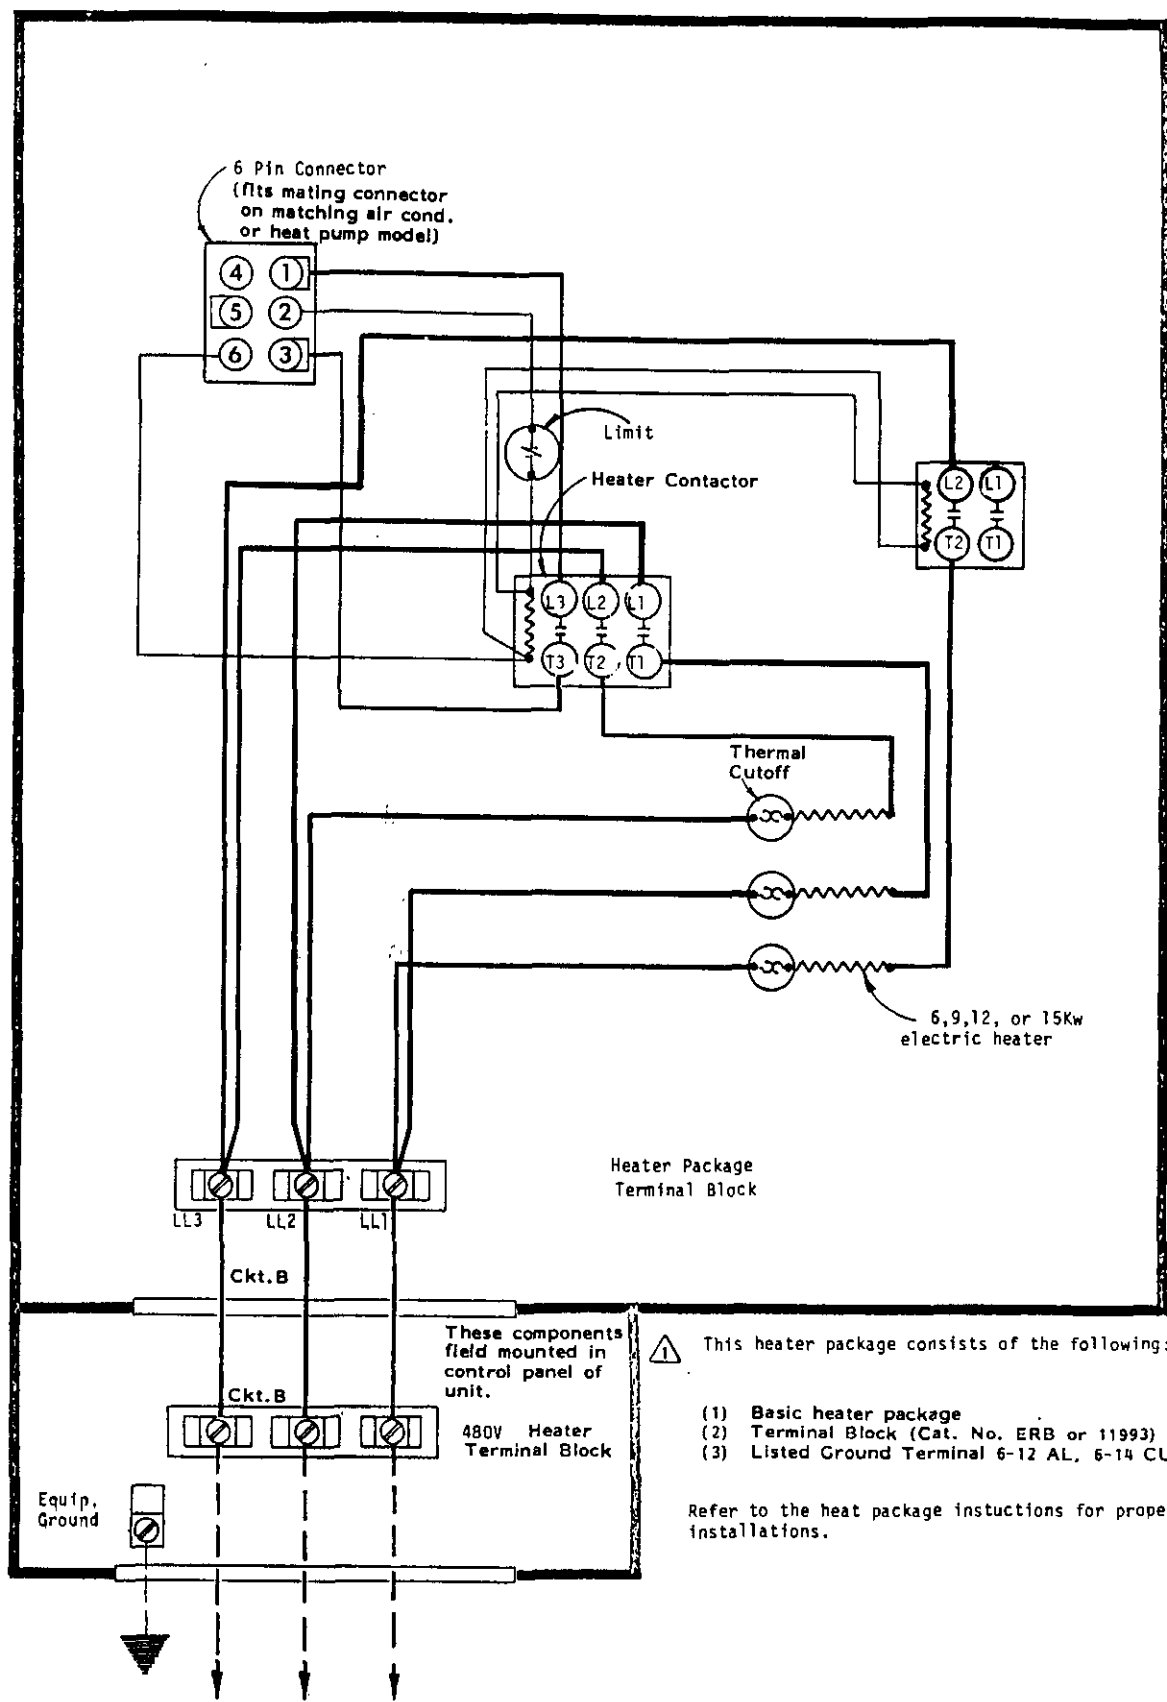 6 Pin Connector
(fits mating connector
on matching air cond.
or heat pump model)
4 1
5 2
6 3
Limit
Heater Contactor
L2 L1
T2 T1
L3 L2 L1
T3 T2 T1
Thermal
Cutoff
6,9,12, or 15Kw
electric heater
Heater Package
Terminal Block
LL3 LL2 LL1
Ckt.B
These components
field mounted in
control panel of
unit.
Ckt.B
480V Heater
Terminal Block
Equip.
Ground
1 This heater package consists of the following:
(1) Basic heater package
(2) Terminal Block (Cat. No. ERB or 11993)
(3) Listed Ground Terminal 6-12 AL, 6-14 CU
Refer to the heat package instuctions for prope
installations.